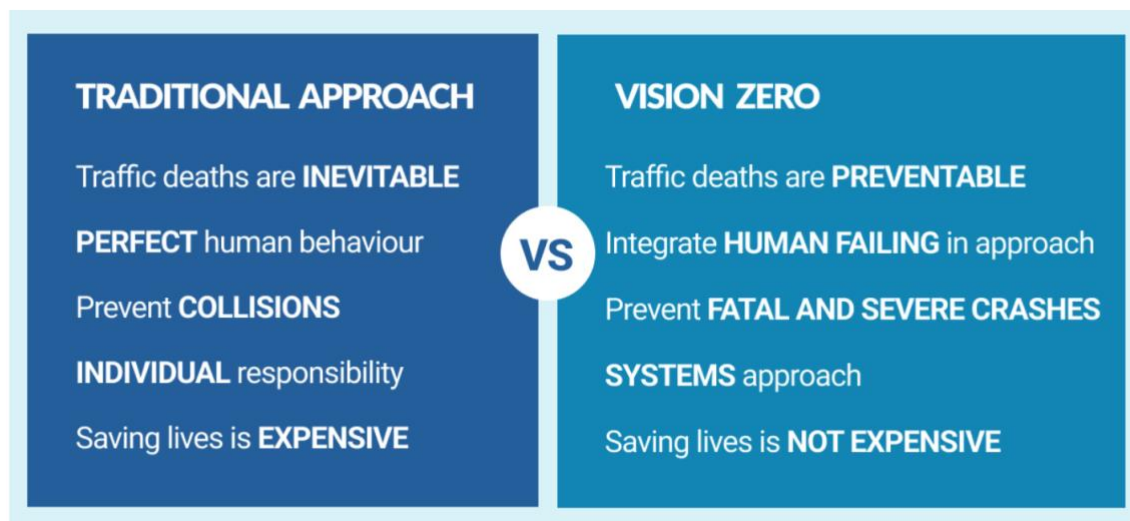 TRADITIONAL APPROACH
Traffic deaths are INEVITABLE
PERFECT human behaviour
Prevent COLLISIONS
INDIVIDUAL responsibility
Saving lives is EXPENSIVE
VS
VISION ZERO
Traffic deaths are PREVENTABLE
Integrate HUMAN FAILING in approach
Prevent FATAL AND SEVERE CRASHES
SYSTEMS approach
Saving lives is NOT EXPENSIVE